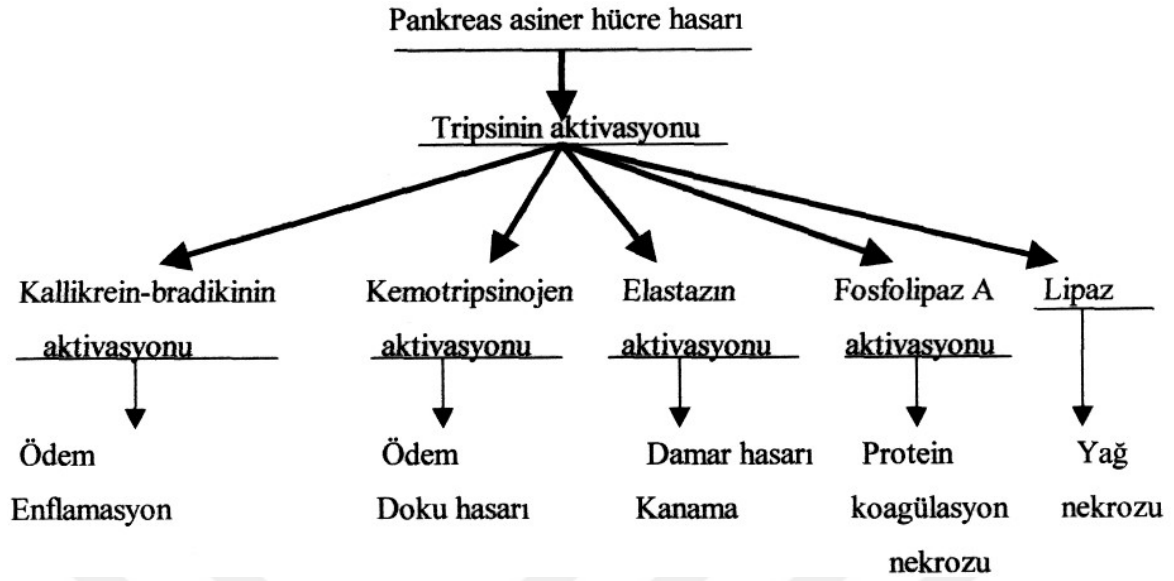 Pankreas asiner hücre hasarı
Tripsinin aktivasyonu
Kallikrein-bradikinin
aktivasyonu
Kemotripsinojen
aktivasyonu
Elastazın
aktivasyonu
Fosfolipaz A
aktivasyonu
Lipaz
Ödem
Enflamasyon
Ödem
Doku hasarı
Damar hasarı
Kanama
Protein
koagülasyon
nekrozu
Yağ
nekrozu